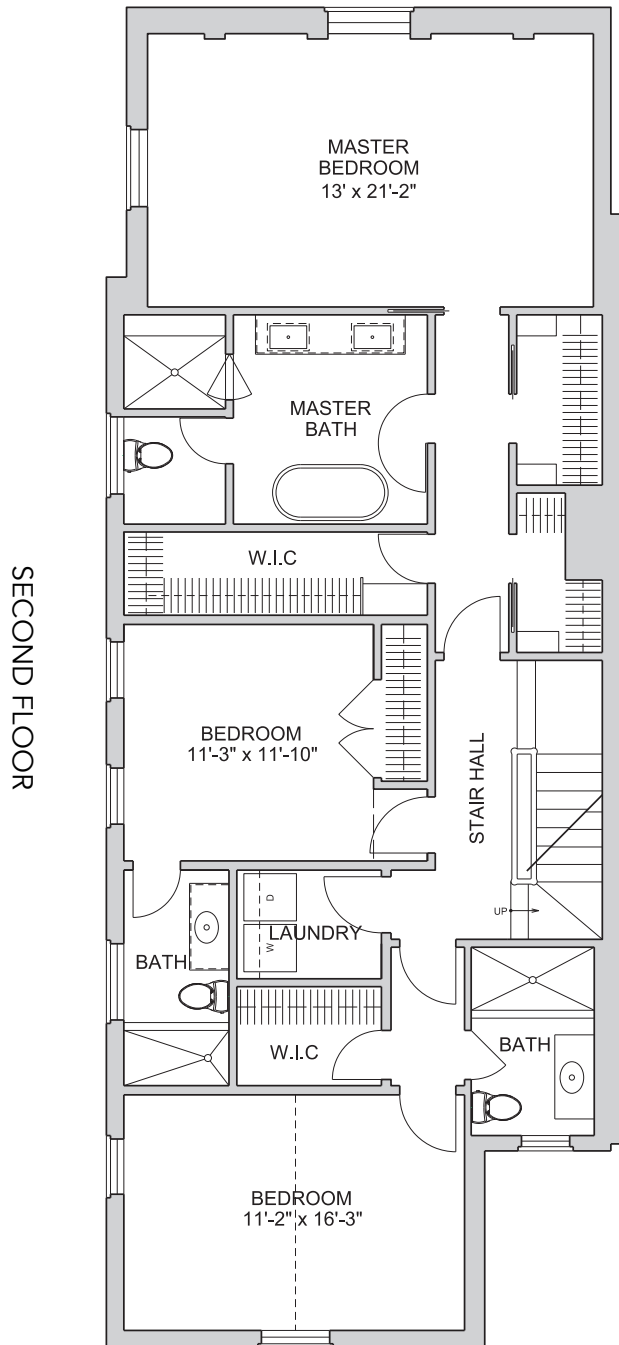 MASTER
BEDROOM
13' x 21'-2"
MASTER
BATH
W.I.C
SECOND FLOOR
BEDROOM
11'-3" x 11'-10"
STAIR HALL
UP
D
LAUNDRY
W
BATH
W.I.C
BATH
BEDROOM
11'-2" x 16'-3"